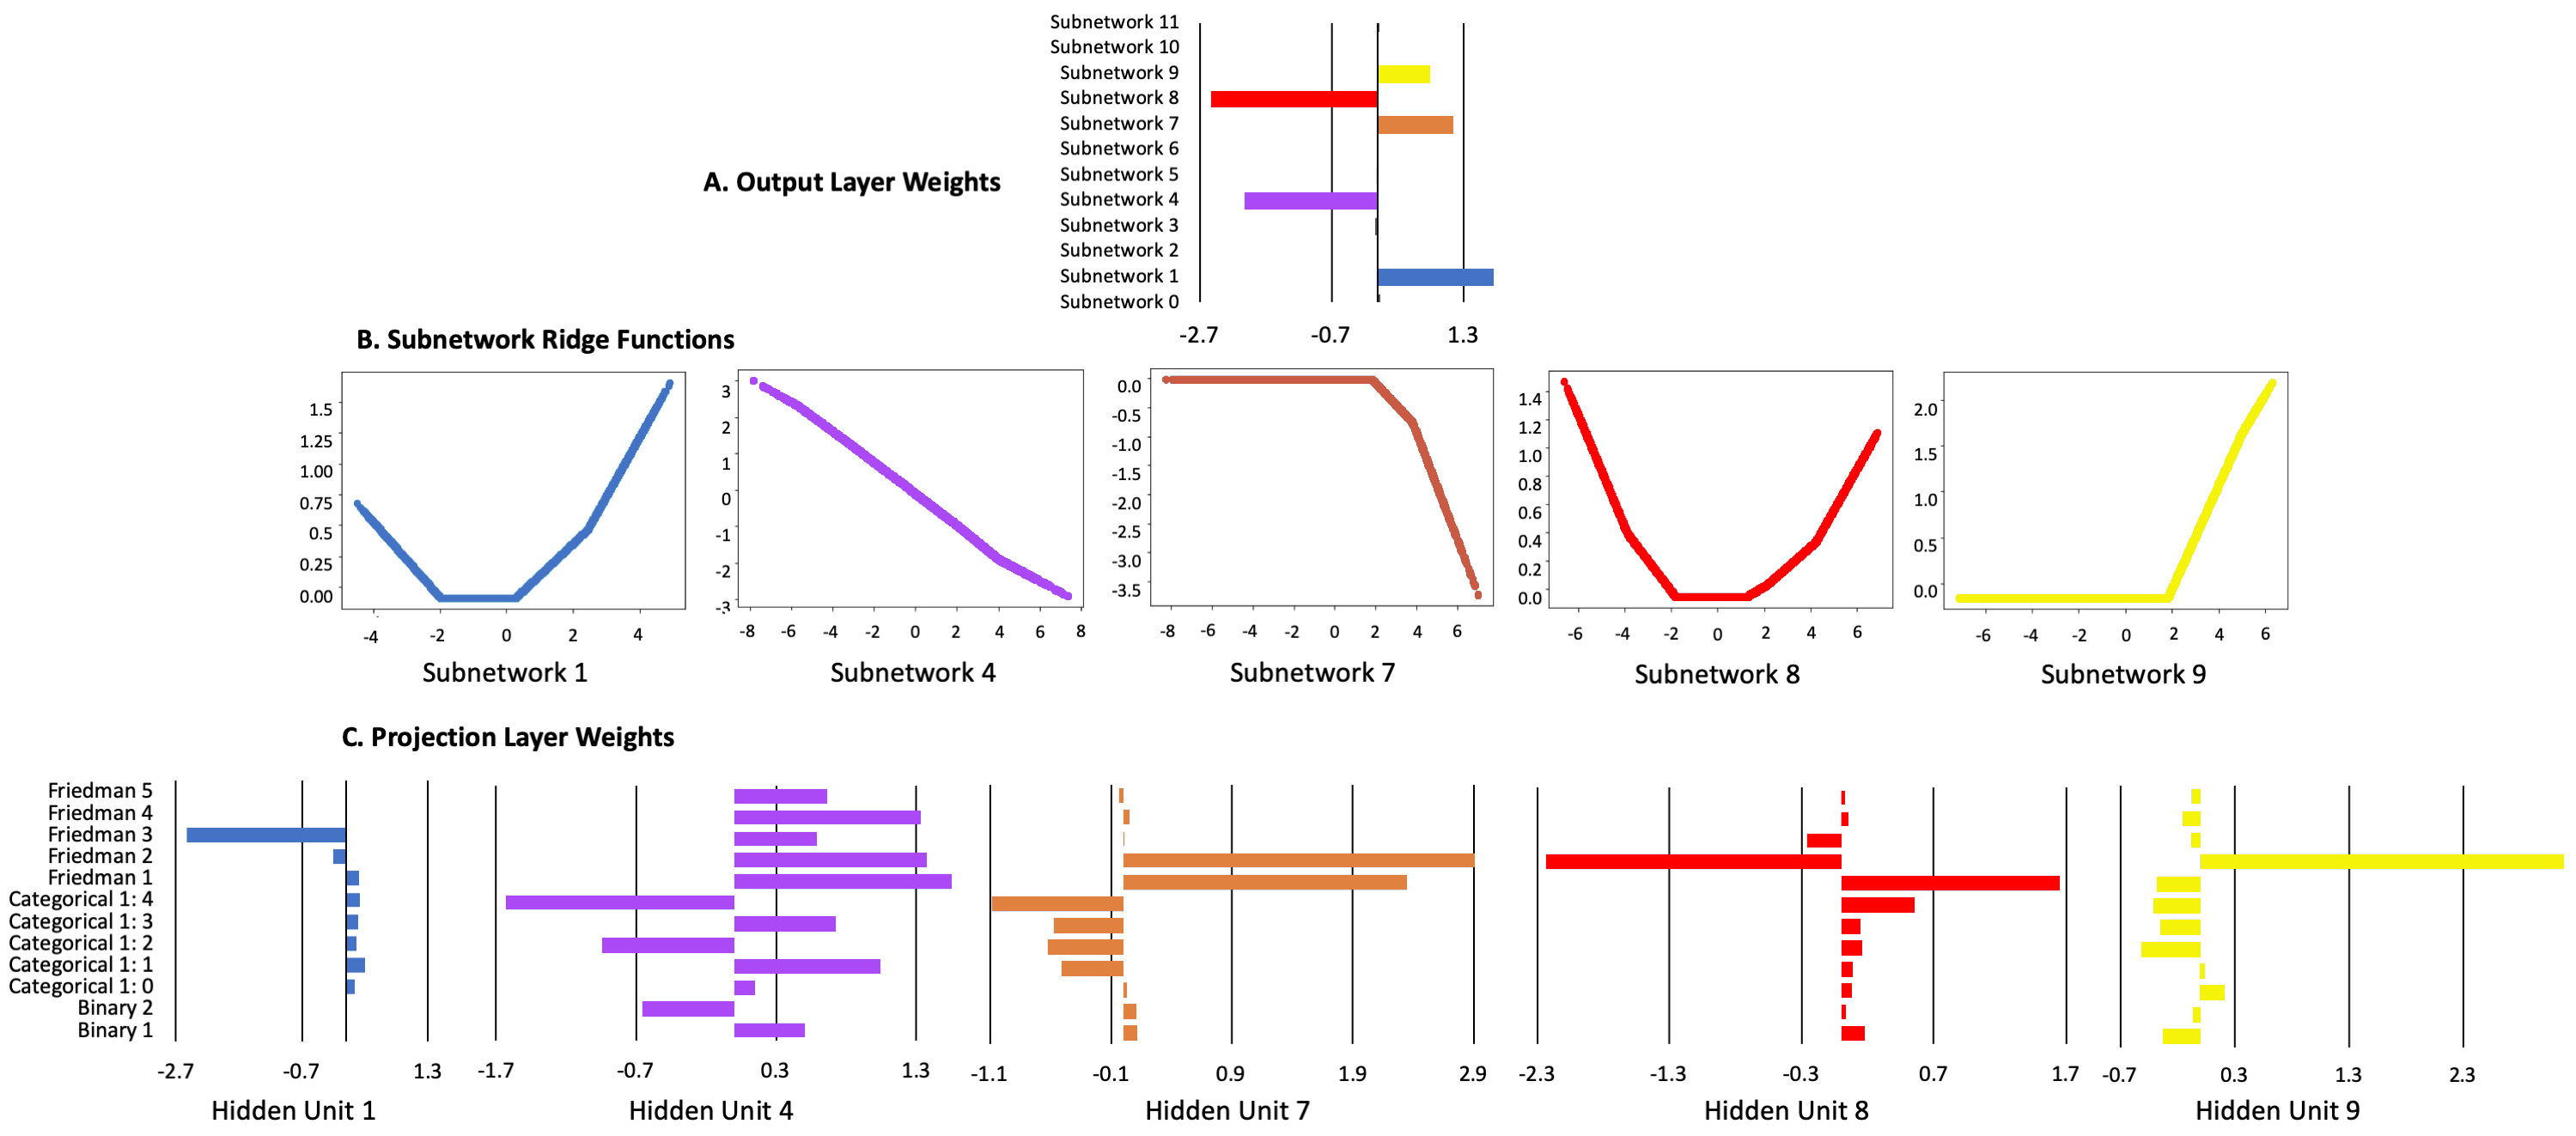 Subnetwork 11
Subnetwork 10
Subnetwork 9
Subnetwork 8
Subnetwork 7
Subnetwork 6
Subnetwork 5
Subnetwork 4
Subnetwork 3
Subnetwork 2
Subnetwork 1
Subnetwork 0
A. Output Layer Weights
-2.7 -0.7 1.3
B. Subnetwork Ridge Functions
1.5
1.25
1.00
0.75
0.5
0.25
0.00
-4 -2 0 2 4
Subnetwork 1
3
2
1
0
-1
-2
-3
-8 -6 -4 -2 0 2 4 6 8
Subnetwork 4
0.0
-0.5
-1.0
-1.5
-2.0
-2.5
-3.0
-3.5
-8 -6 -4 -2 0 2 4 6
Subnetwork 7
1.4
1.2
1.0
0.8
0.6
0.4
0.2
0.0
-6 -4 -2 0 2 4 6
Subnetwork 8
2.0
1.5
1.0
0.5
0.0
-6 -4 -2 0 2 4 6
Subnetwork 9
C. Projection Layer Weights
Friedman 5
Friedman 4
Friedman 3
Friedman 2
Friedman 1
Categorical 1: 4
Categorical 1: 3
Categorical 1: 2
Categorical 1: 1
Categorical 1: 0
Binary 2
Binary 1
-2.7 -0.7 1.3
Hidden Unit 1
-1.7 -0.7 0.3 1.3
Hidden Unit 4
-1.1 -0.1 0.9 1.9 2.9
Hidden Unit 7
-2.3 -1.3 -0.3 0.7 1.7
Hidden Unit 8
-0.7 0.3 1.3 2.3
Hidden Unit 9